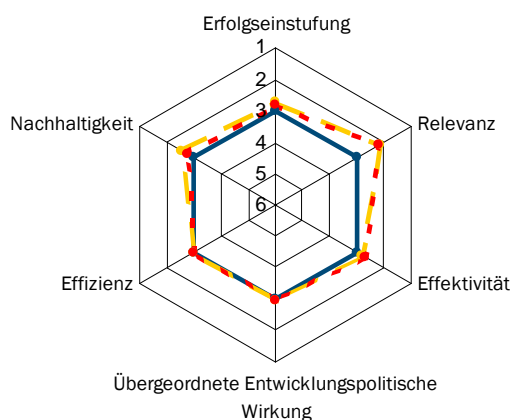 Erfolgseinstufung
1
2
3
4
5
6
Nachhaltigkeit
Relevanz
Effizienz
Effektivität
Übergeordnete Entwicklungspolitische
Wirkung